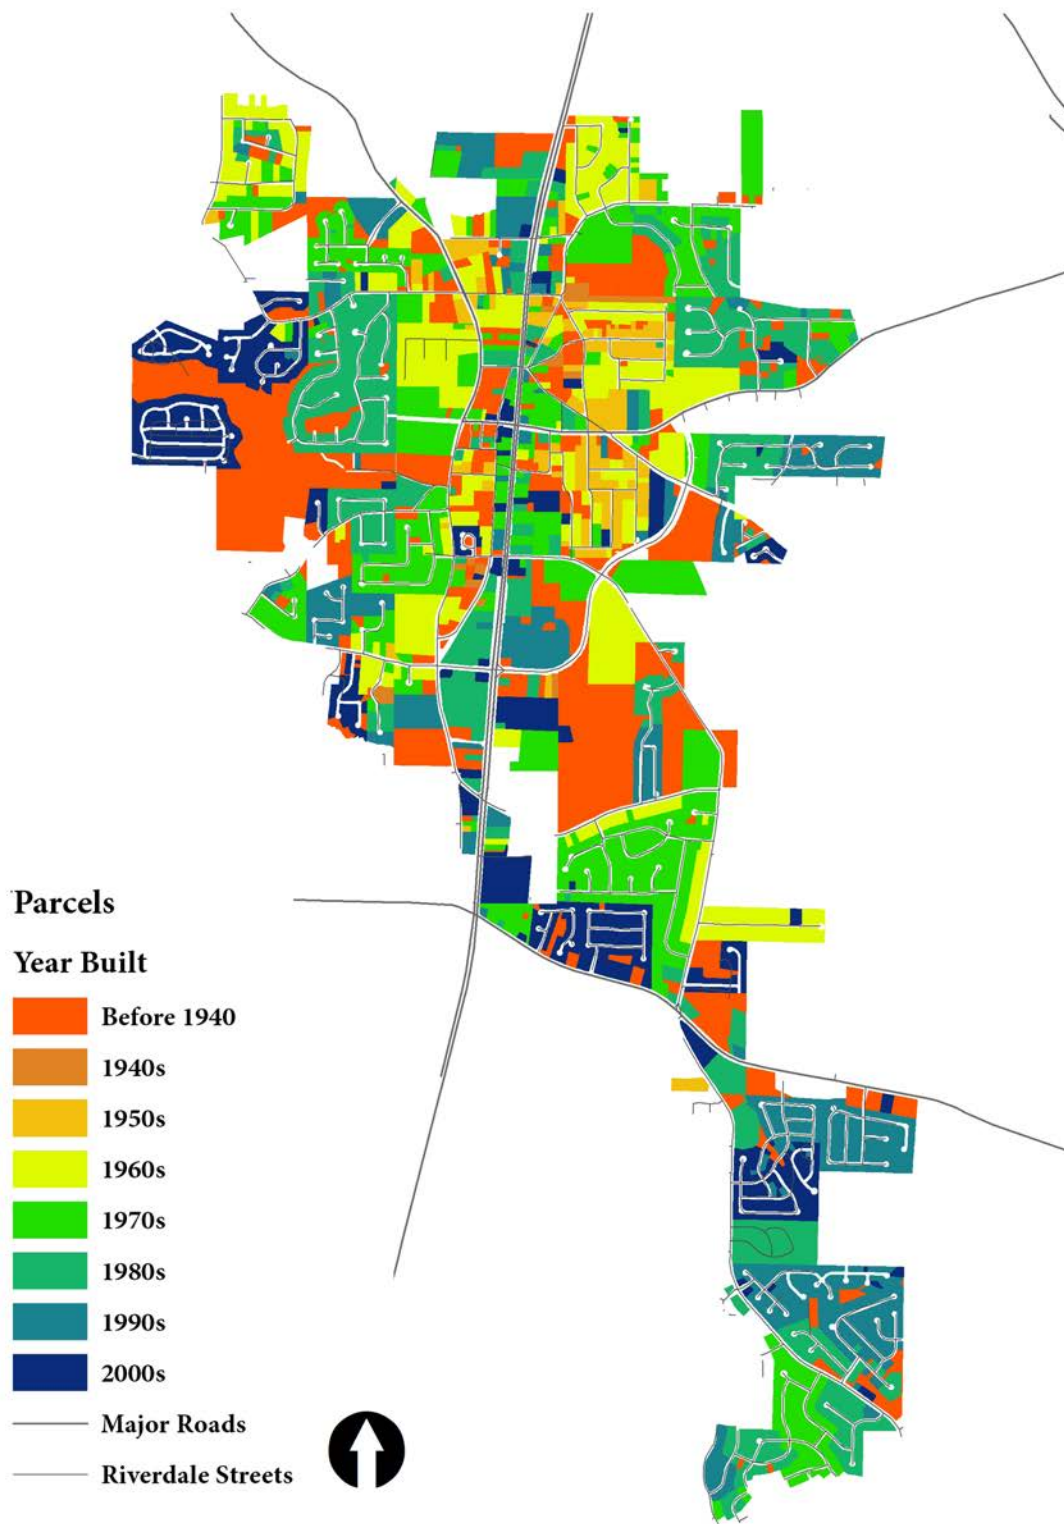 Parcels
Year Built
Before 1940
1940s
1950s
1960s
1970s
1980s
1990s
2000s
Major Roads
Riverdale Streets